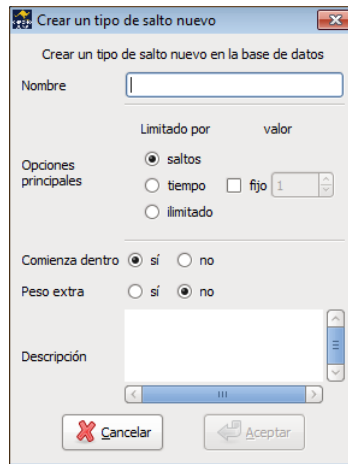 Crear un tipo de salto nuevo
Crear un tipo de salto nuevo en la base de datos
Nombre
Limitado por valor
Opciones principales
saltos
tiempo fijo 1
ilimitado
Comienza dentro sí no
Peso extra sí no
Descripción
Cancelar Aceptar